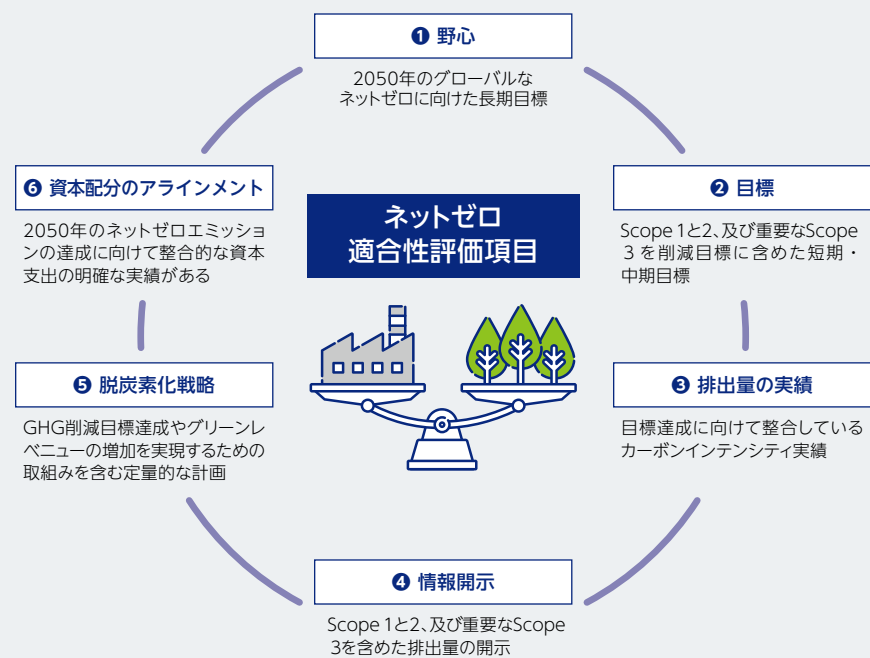 ❶ 野心
2050年のグローバルな
ネットゼロに向けた長期目標
❷ 目標
Scope 1と2、及び重要なScope
3 を削減目標に含めた短期・
中期目標
❸ 排出量の実績
目標達成に向けて整合している
カーボンインテンシティ実績
❹ 情報開示
Scope 1と2、及び重要なScope
3を含めた排出量の開示
❺ 脱炭素化戦略
GHG削減目標達成やグリーンレ
ベニューの増加を実現するための
取組みを含む定量的な計画
❻ 資本配分のアラインメント
2050年のネットゼロエミッショ
ンの達成に向けて整合的な資本
支出の明確な実績がある
ネットゼロ
適合性評価項目